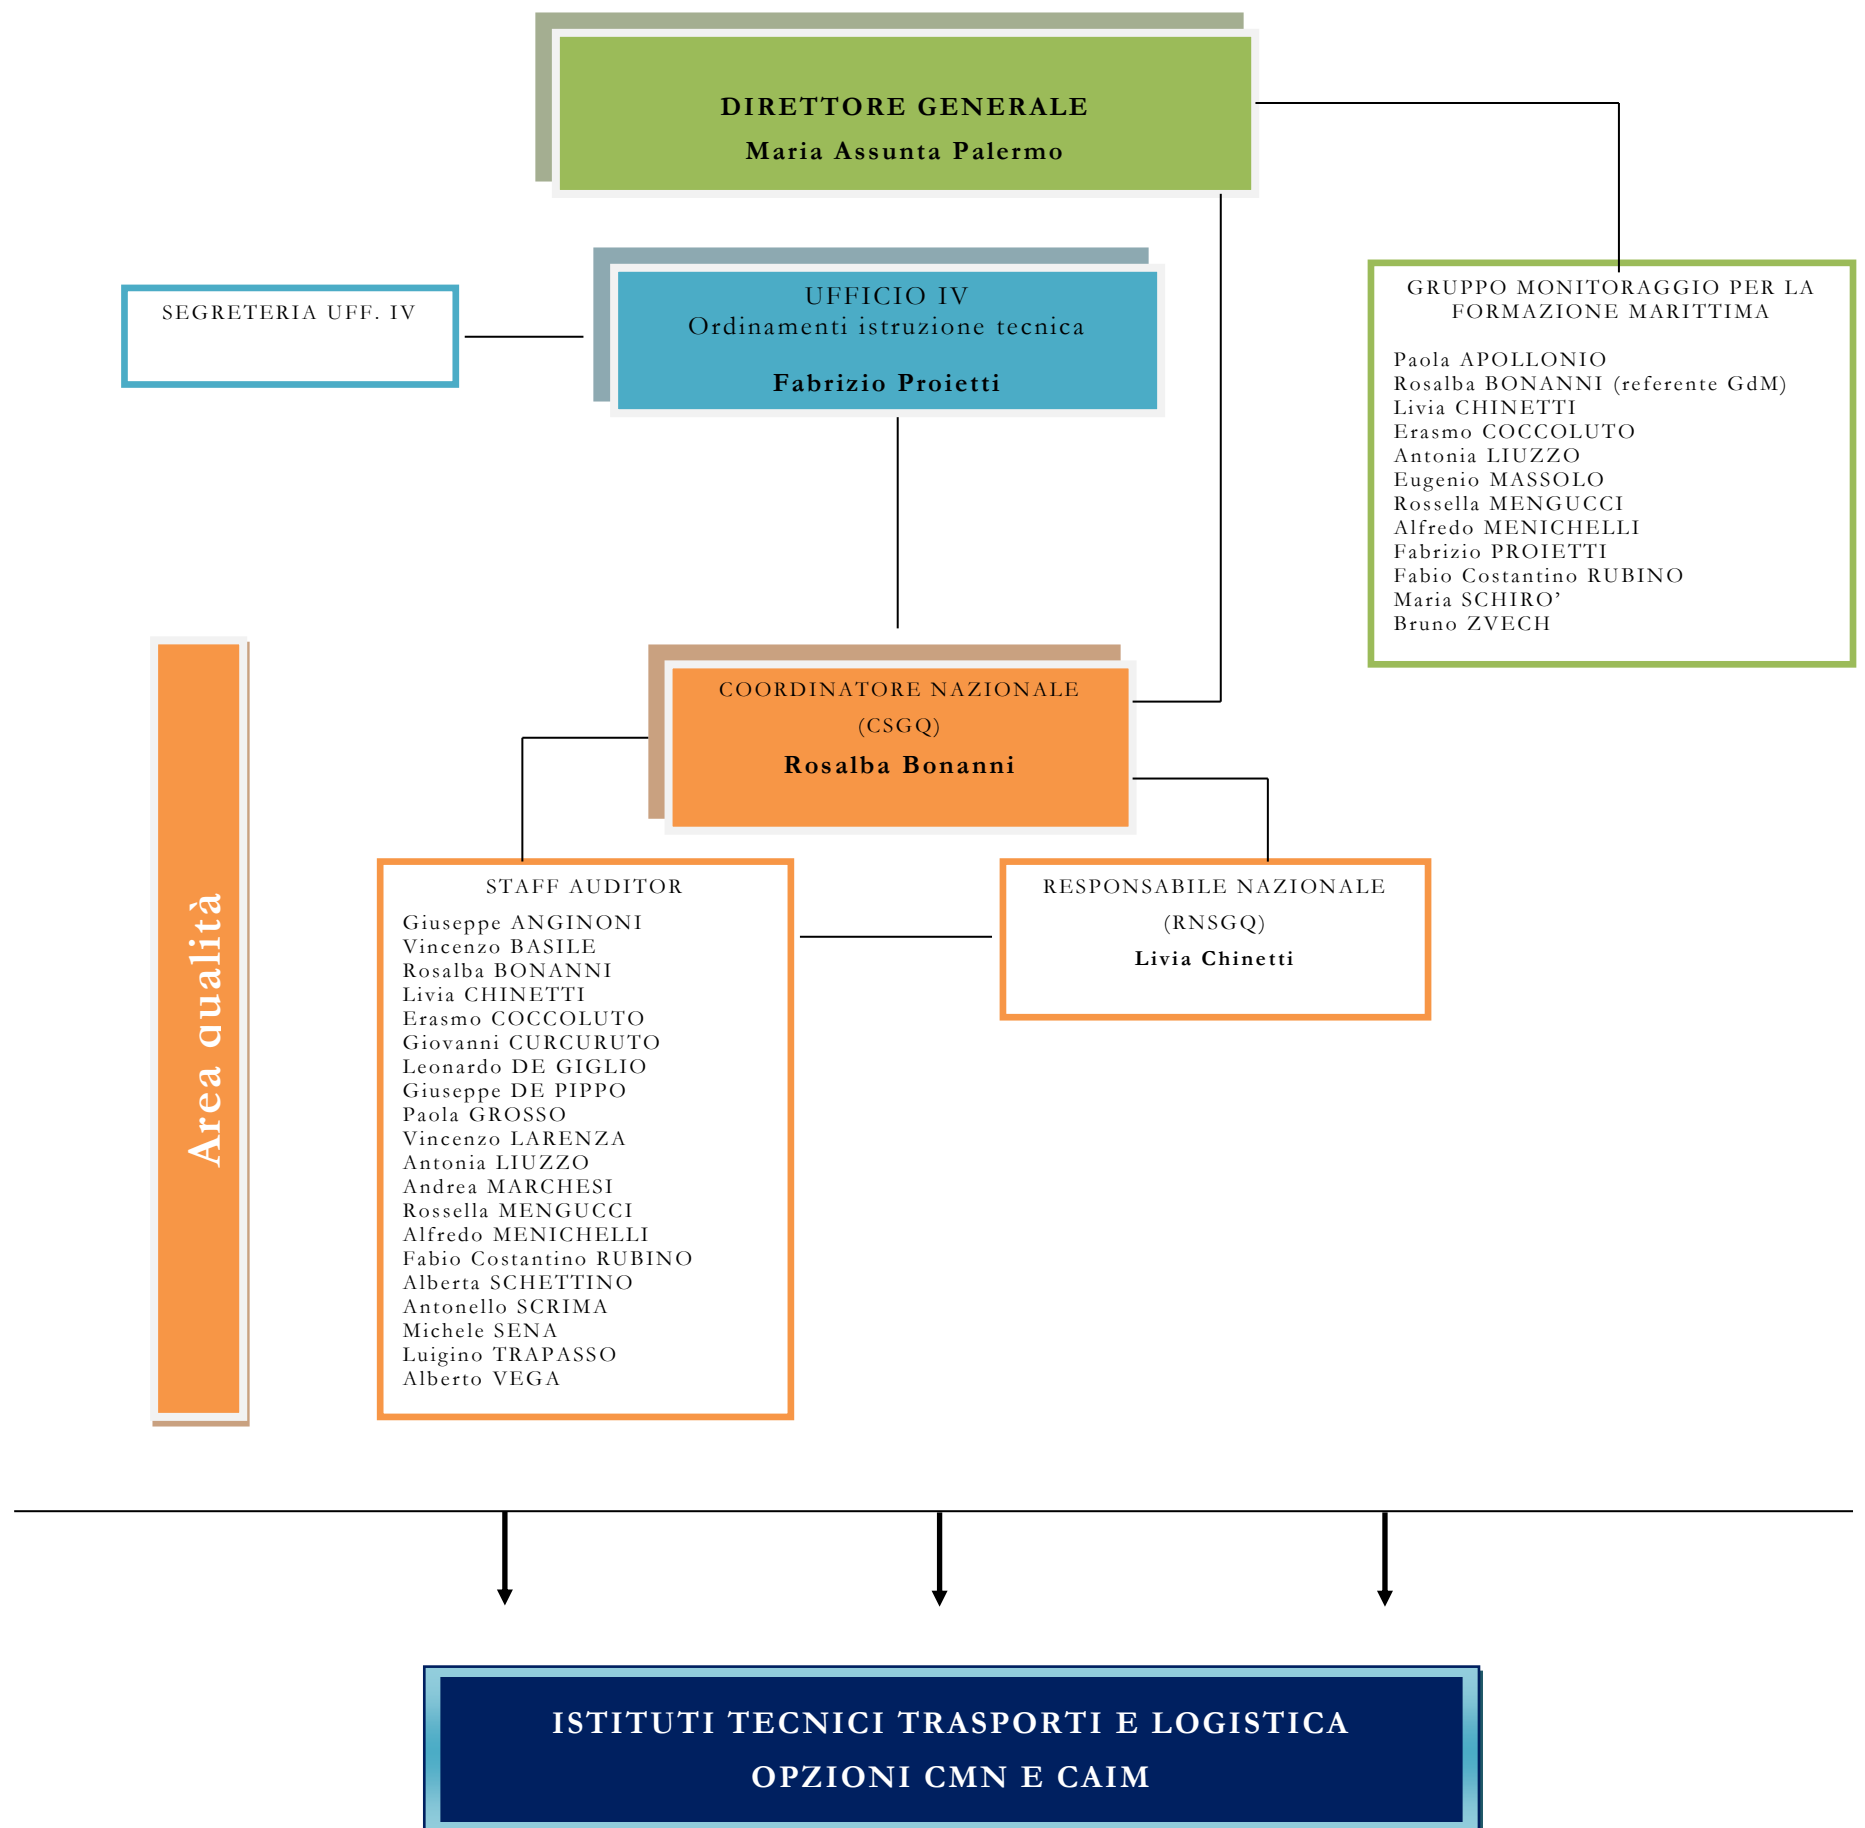 DIRETTORE GENERALE
Maria Assunta Palermo
SEGRETERIA UFF. IV
UFFICIO IV
Ordinamenti istruzione tecnica
Fabrizio Proietti
GRUPPO MONITORAGGIO PER LA
FORMAZIONE MARITTIMA
Paola APOLLONIO
Rosalba BONANNI (referente GdM)
Livia CHINETTI
Erasmo COCCOLUTO
Antonia LIUZZO
Eugenio MASSOLO
Rossella MENGUCCI
Alfredo MENICHELLI
Fabrizio PROIETTI
Fabio Costantino RUBINO
Maria SCHIRO’
Bruno ZVECH
Area qualità
COORDINATORE NAZIONALE
(CSGQ)
Rosalba Bonanni
STAFF AUDITOR
Giuseppe ANGINONI
Vincenzo BASILE
Rosalba BONANNI
Livia CHINETTI
Erasmo COCCOLUTO
Giovanni CURCURUTO
Leonardo DE GIGLIO
Giuseppe DE PIPPO
Paola GROSSO
Vincenzo LARENZA
Antonia LIUZZO
Andrea MARCHESI
Rossella MENGUCCI
Alfredo MENICHELLI
Fabio Costantino RUBINO
Alberta SCHETTINO
Antonello SCRIMA
Michele SENA
Luigino TRAPASSO
Alberto VEGA
RESPONSABILE NAZIONALE
(RNSGQ)
Livia Chinetti
ISTITUTI TECNICI TRASPORTI E LOGISTICA
OPZIONI CMN E CAIM